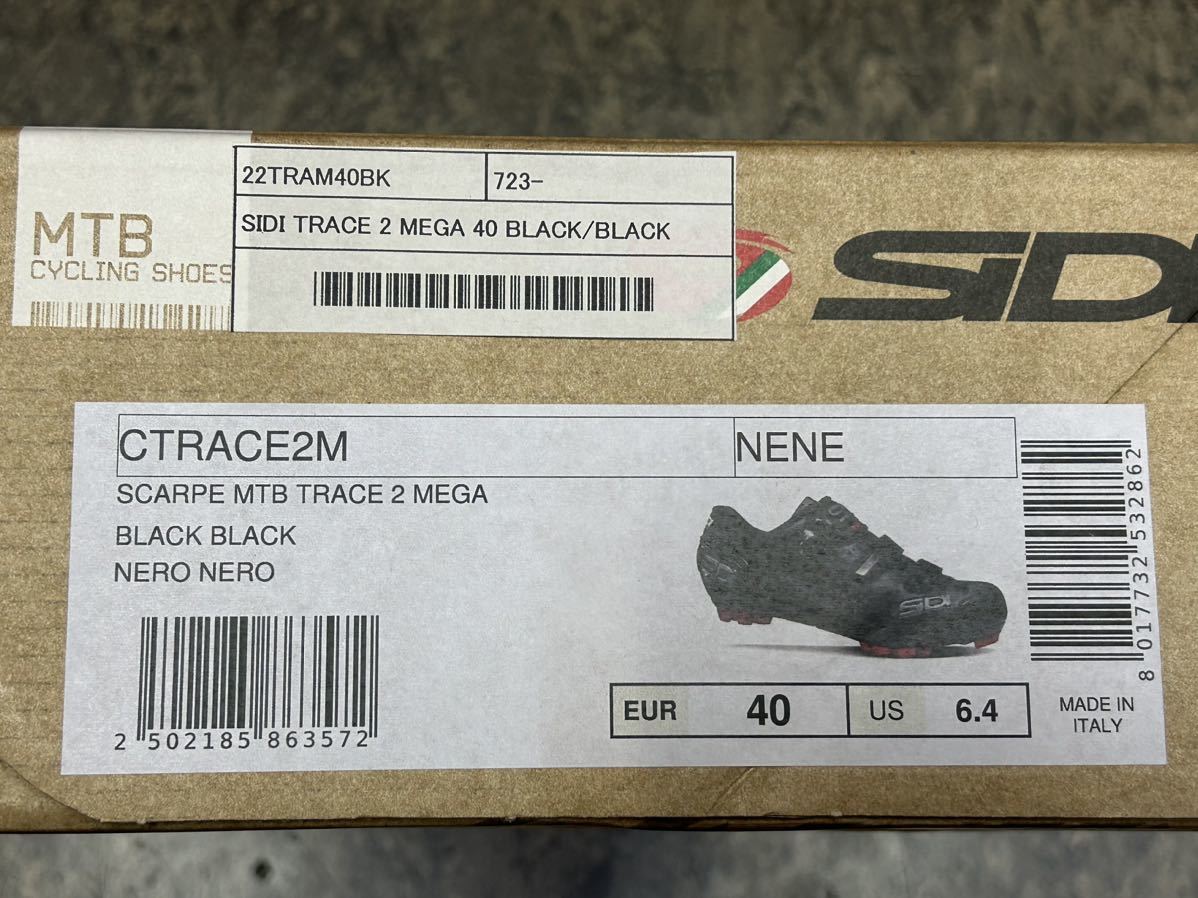 22TRAM40BK 723-
SIDI TRACE 2 MEGA 40 BLACK/BLACK
MTB
CYCLING SHOES
SIDI
CTRACE2M NENE
SCARPE MTB TRACE 2 MEGA
BLACK BLACK
NERO NERO
SIDI
2 502185 863572
EUR 40 US 6.4
MADE IN
ITALY
8 017732 532862